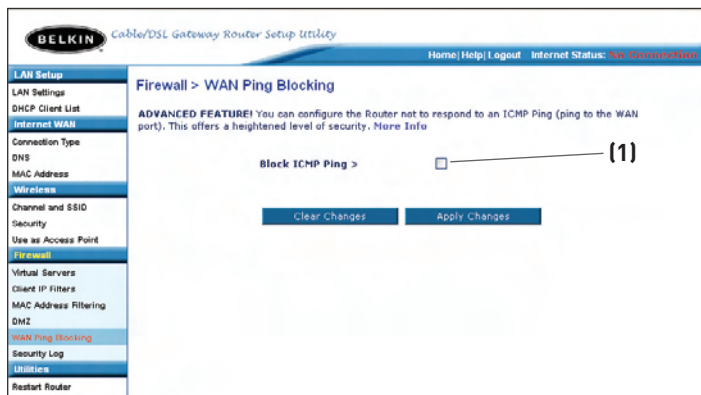 BELKIN
Cable/DSL Gateway Router Setup Utility
Home|Help|Logout Internet Status: No Connection
LAN Setup
LAN Settings
DHCP Client List
Internet WAN
Connection Type
DNS
MAC Address
Wireless
Channel and SSID
Security
Use as Access Point
Firewall
Virtual Servers
Client IP Filters
MAC Address Filtering
DMZ
WAN Ping Blocking
Security Log
Utilities
Restart Router
Firewall > WAN Ping Blocking
ADVANCED FEATURE! You can configure the Router not to respond to an ICMP Ping (ping to the WAN
port). This offers a heightened level of security. More Info
Block ICMP Ping >
(1)
Clear Changes Apply Changes